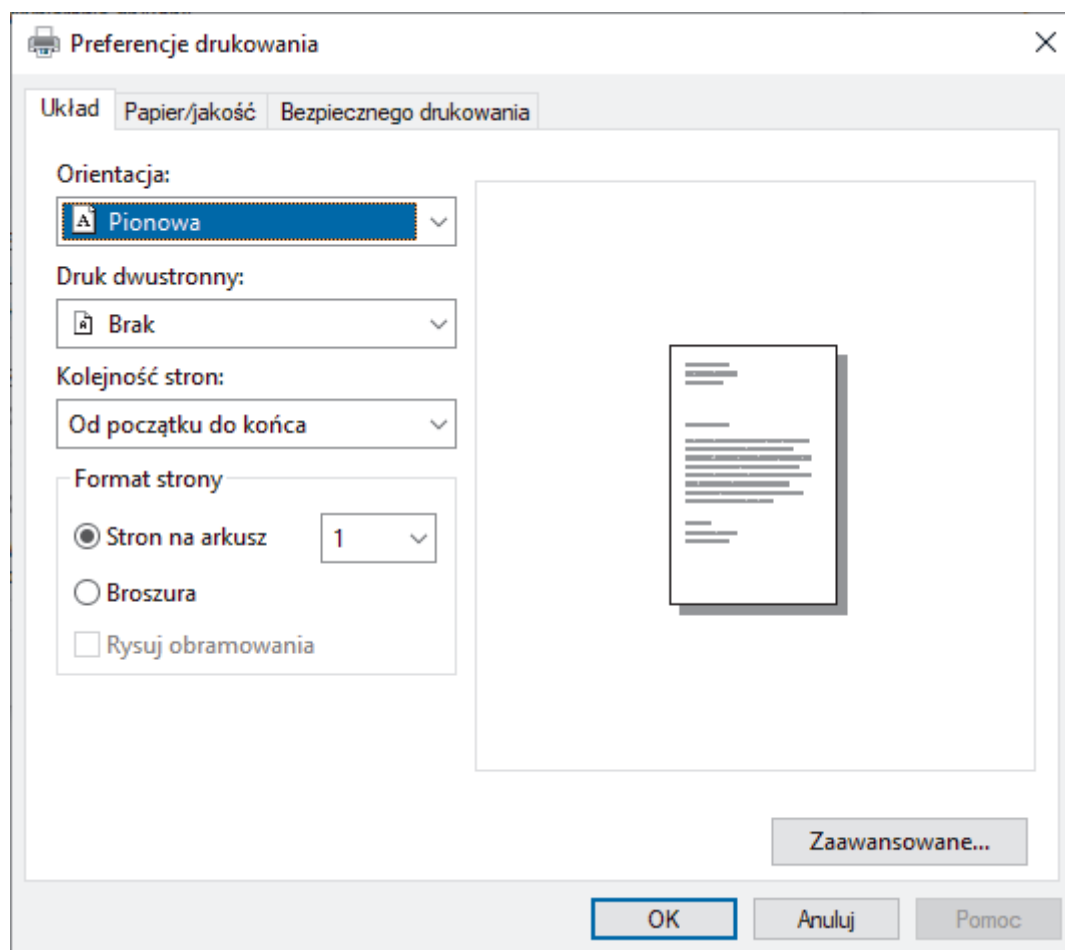 Preferencje drukowania
Układ
Papier/jakość
Bezpiecznego drukowania
Orientacja:
A Pionowa
Druk dwustronny:
Brak
Kolejność stron:
Od początku do końca
Format strony
Stron na arkusz 1
Broszura
Rysuj obramowania
Zaawansowane...
OK
Anuluj
Pomoc